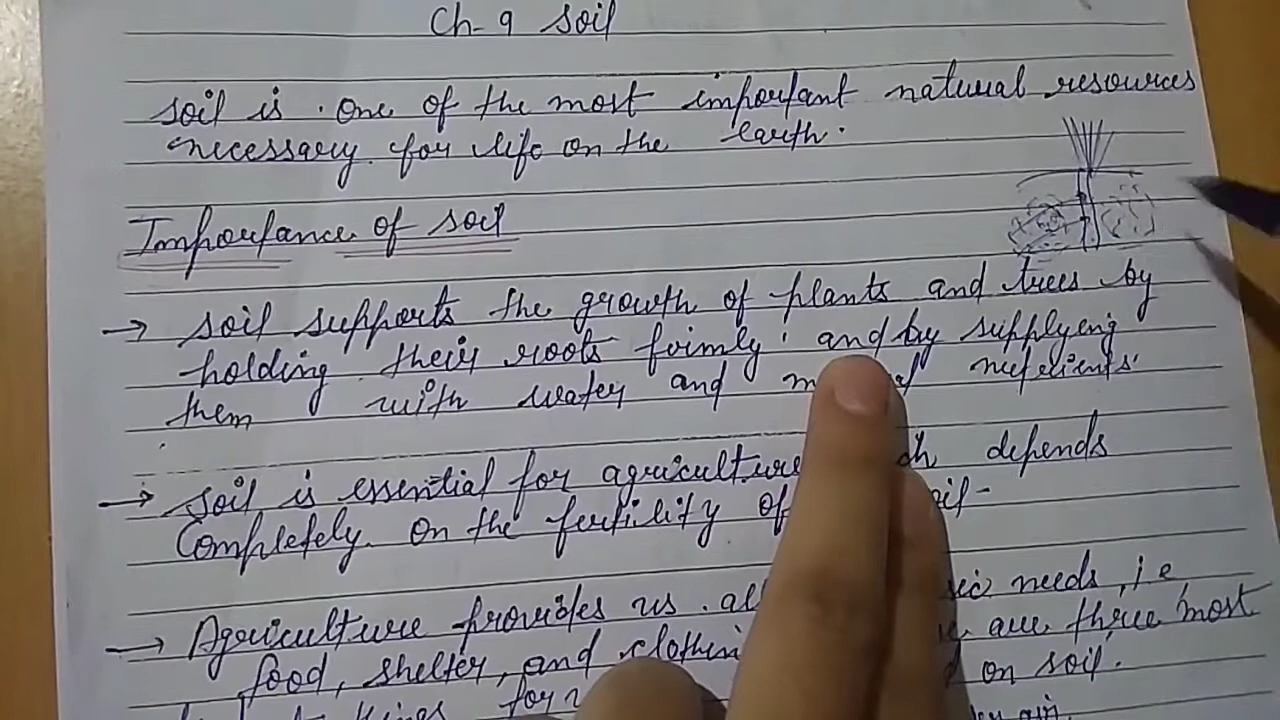 Ch-9 Soil
soil is. One of the most important natural resources
necessary for life on the earth.
Importance of soil
→ soil supports the growth of plants and trees by
holding their roots firmly. and by supplyeing
them with water and
→ soil is essential for agriculture depends
Completely on the fertility of
→ Agriculture provides us. needs, i.e
food, shelter, and are three most
on soil.